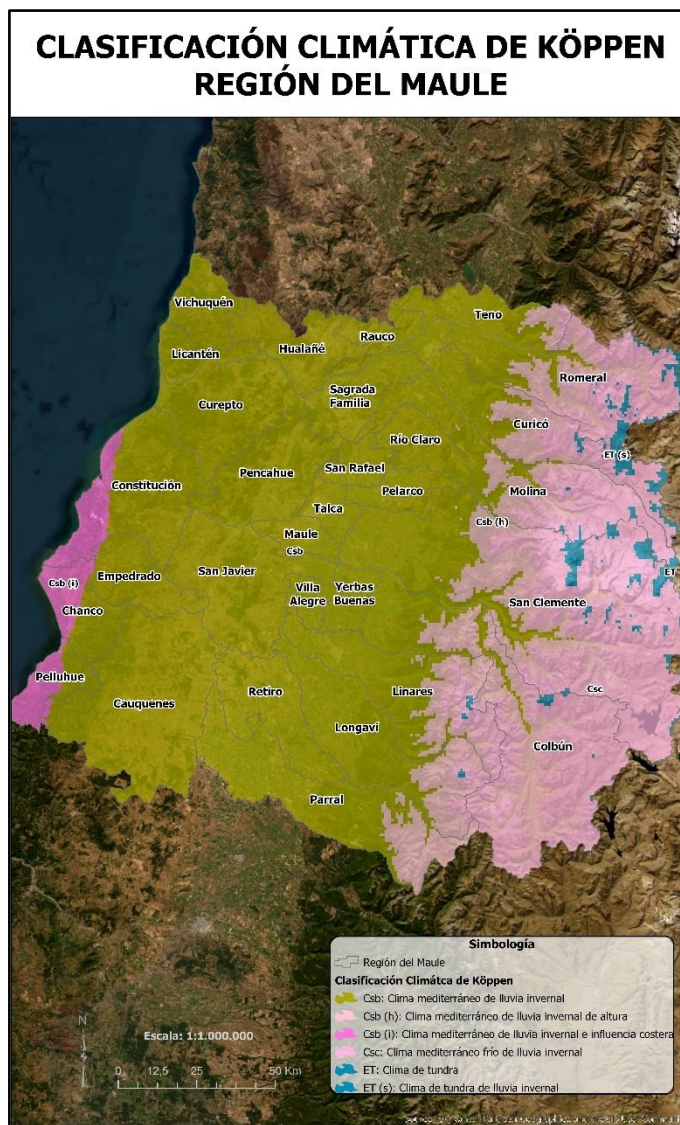 CLASIFICACIÓN CLIMÁTICA DE KÖPPEN
REGIÓN DEL MAULE
Vichuquén
Teno
Rauco
Hualañé
Licantén
Romeral
Sagrada
Familia
Curepto
Curicó
Río Claro
ET (s)
San Rafael
Pencahue
Constitución
Pelarco
Molina
Talca
Csb (h)
Maule
Csb
Empedrado
San Javier
ET
Csb (i)
Villa
Alegre
Yerbas
Buenas
San Clemente
Chanco
Pelluhue
Cauquenes
Retiro
Linares
Csc
Longaví
Colbún
Parral
Simbología
Región del Maule
Clasificación Climátca de Köppen
Csb: Clima mediterráneo de lluvia invernal
Csb (h): Clima mediterráneo de lluvia invernal de altura
Csb (i): Clima mediterráneo de lluvia invernal e influencia costera
Csc: Clima mediterráneo frío de lluvia invernal
ET: Clima de tundra
ET (s): Clima de tundra de lluvia invernal
N
Escala: 1:1.000.000
0 12,5 25 50 Km